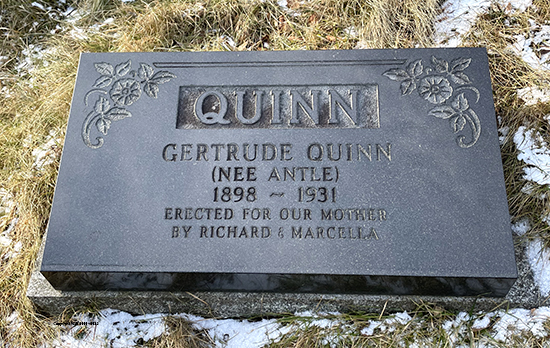 QUINN
GERTRUDE QUINN
(NEE ANTLE)
1898 ~ 1931
ERECTED FOR OUR MOTHER
BY RICHARD & MARCELLA